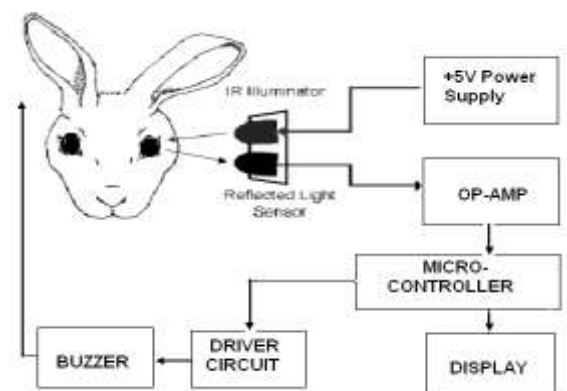 IR Illuminator
+5V Power
Supply
Reflected Light
Sensor
OP-AMP
MICRO-
CONTROLLER
BUZZER
DRIVER
CIRCUIT
DISPLAY